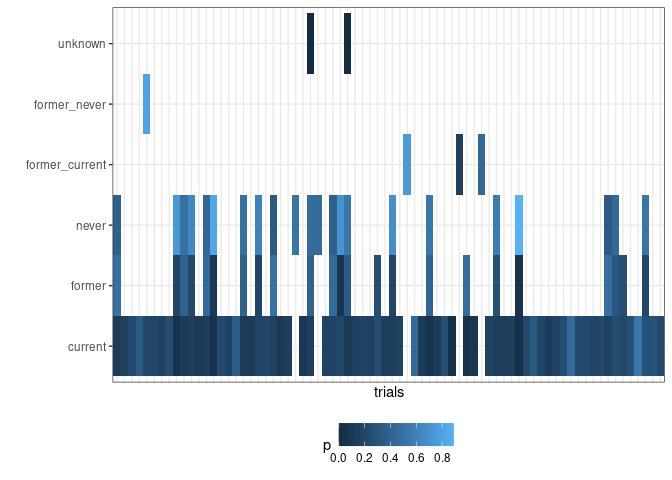 unknown
former_never
former_current
never
former
current
trials
p
0.0 0.2 0.4 0.6 0.8